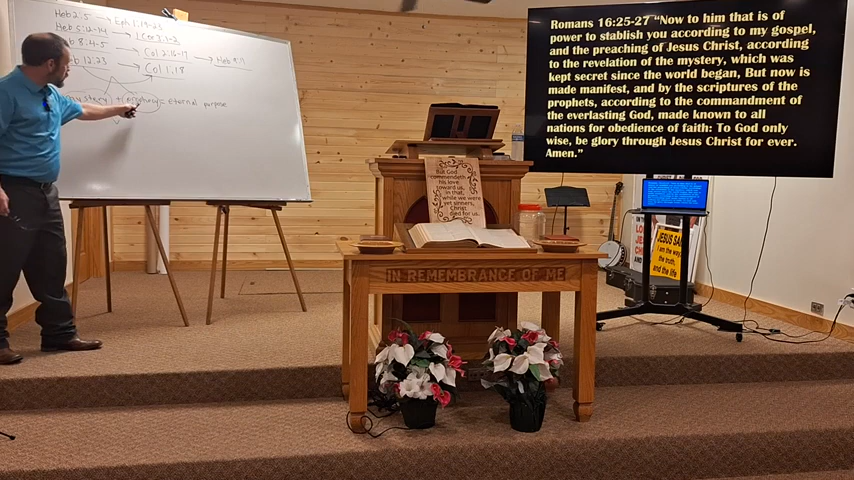 Heb 2:5 → Eph 1:19-23
Heb 5:12-14 → 1 Cor 3:1-2
Heb 8:4-5 → Col 2:16-17 → Heb 9:11
Heb 12:23 → Col 1:18
mystery + prophecy = eternal purpose
Romans 16:25-27 “Now to him that is of
power to stablish you according to my gospel,
and the preaching of Jesus Christ, according
to the revelation of the mystery, which was
kept secret since the world began, But now is
made manifest, and by the scriptures of the
prophets, according to the commandment of
the everlasting God, made known to all
nations for obedience of faith: To God only
wise, be glory through Jesus Christ for ever.
Amen.”
But God
commendeth
his love
toward us,
in that,
while we were
yet sinners,
Christ
died for us.
IN REMEMBRANCE OF ME
JESUS SA
I am the way,
the truth,
and the life